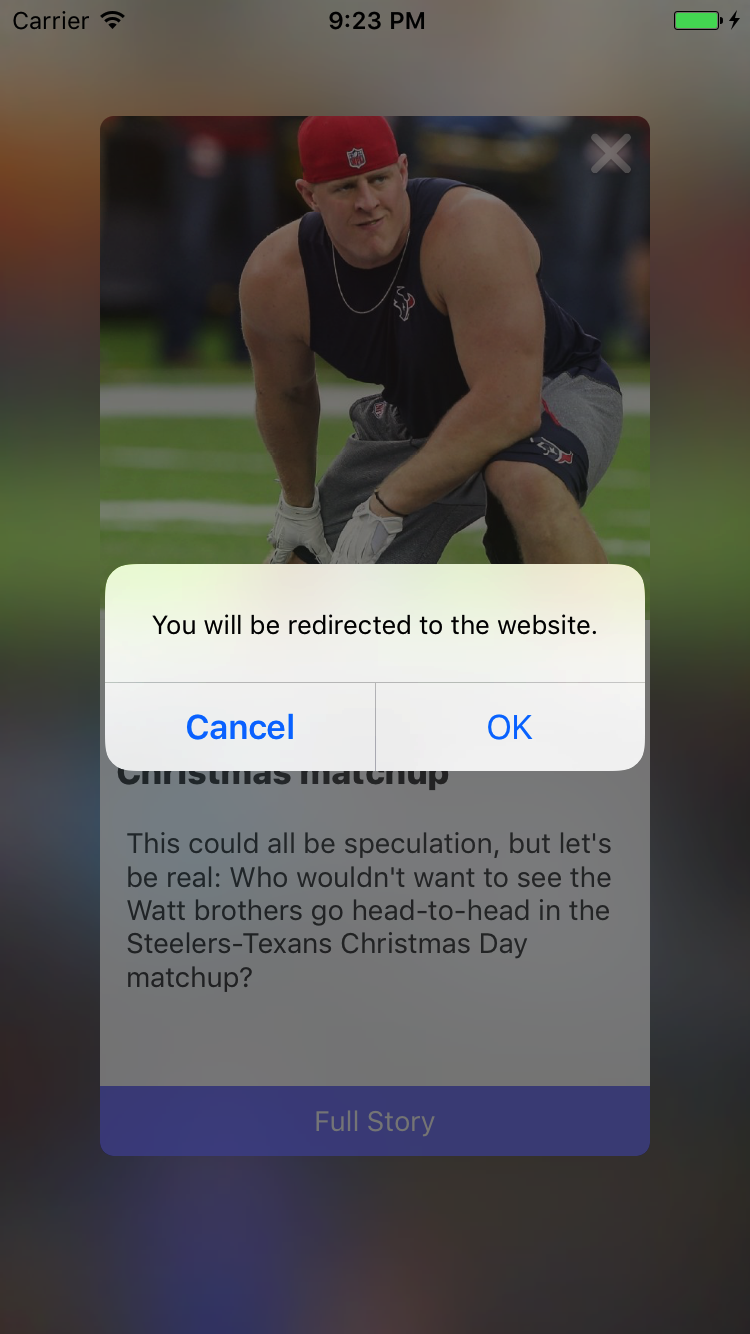 Carrier 9:23 PM
You will be redirected to the website.
Cancel OK
Christmas matchup
This could all be speculation, but let's
be real: Who wouldn't want to see the
Watt brothers go head-to-head in the
Steelers-Texans Christmas Day
matchup?
Full Story